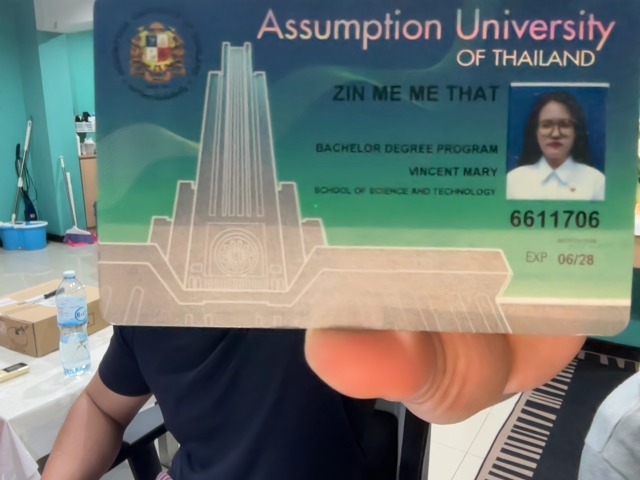 Assumption University
OF THAILAND
ZIN ME ME THAT
BACHELOR DEGREE PROGRAM
VINCENT MARY
SCHOOL OF SCIENCE AND TECHNOLOGY
6611706
EXP 06/28